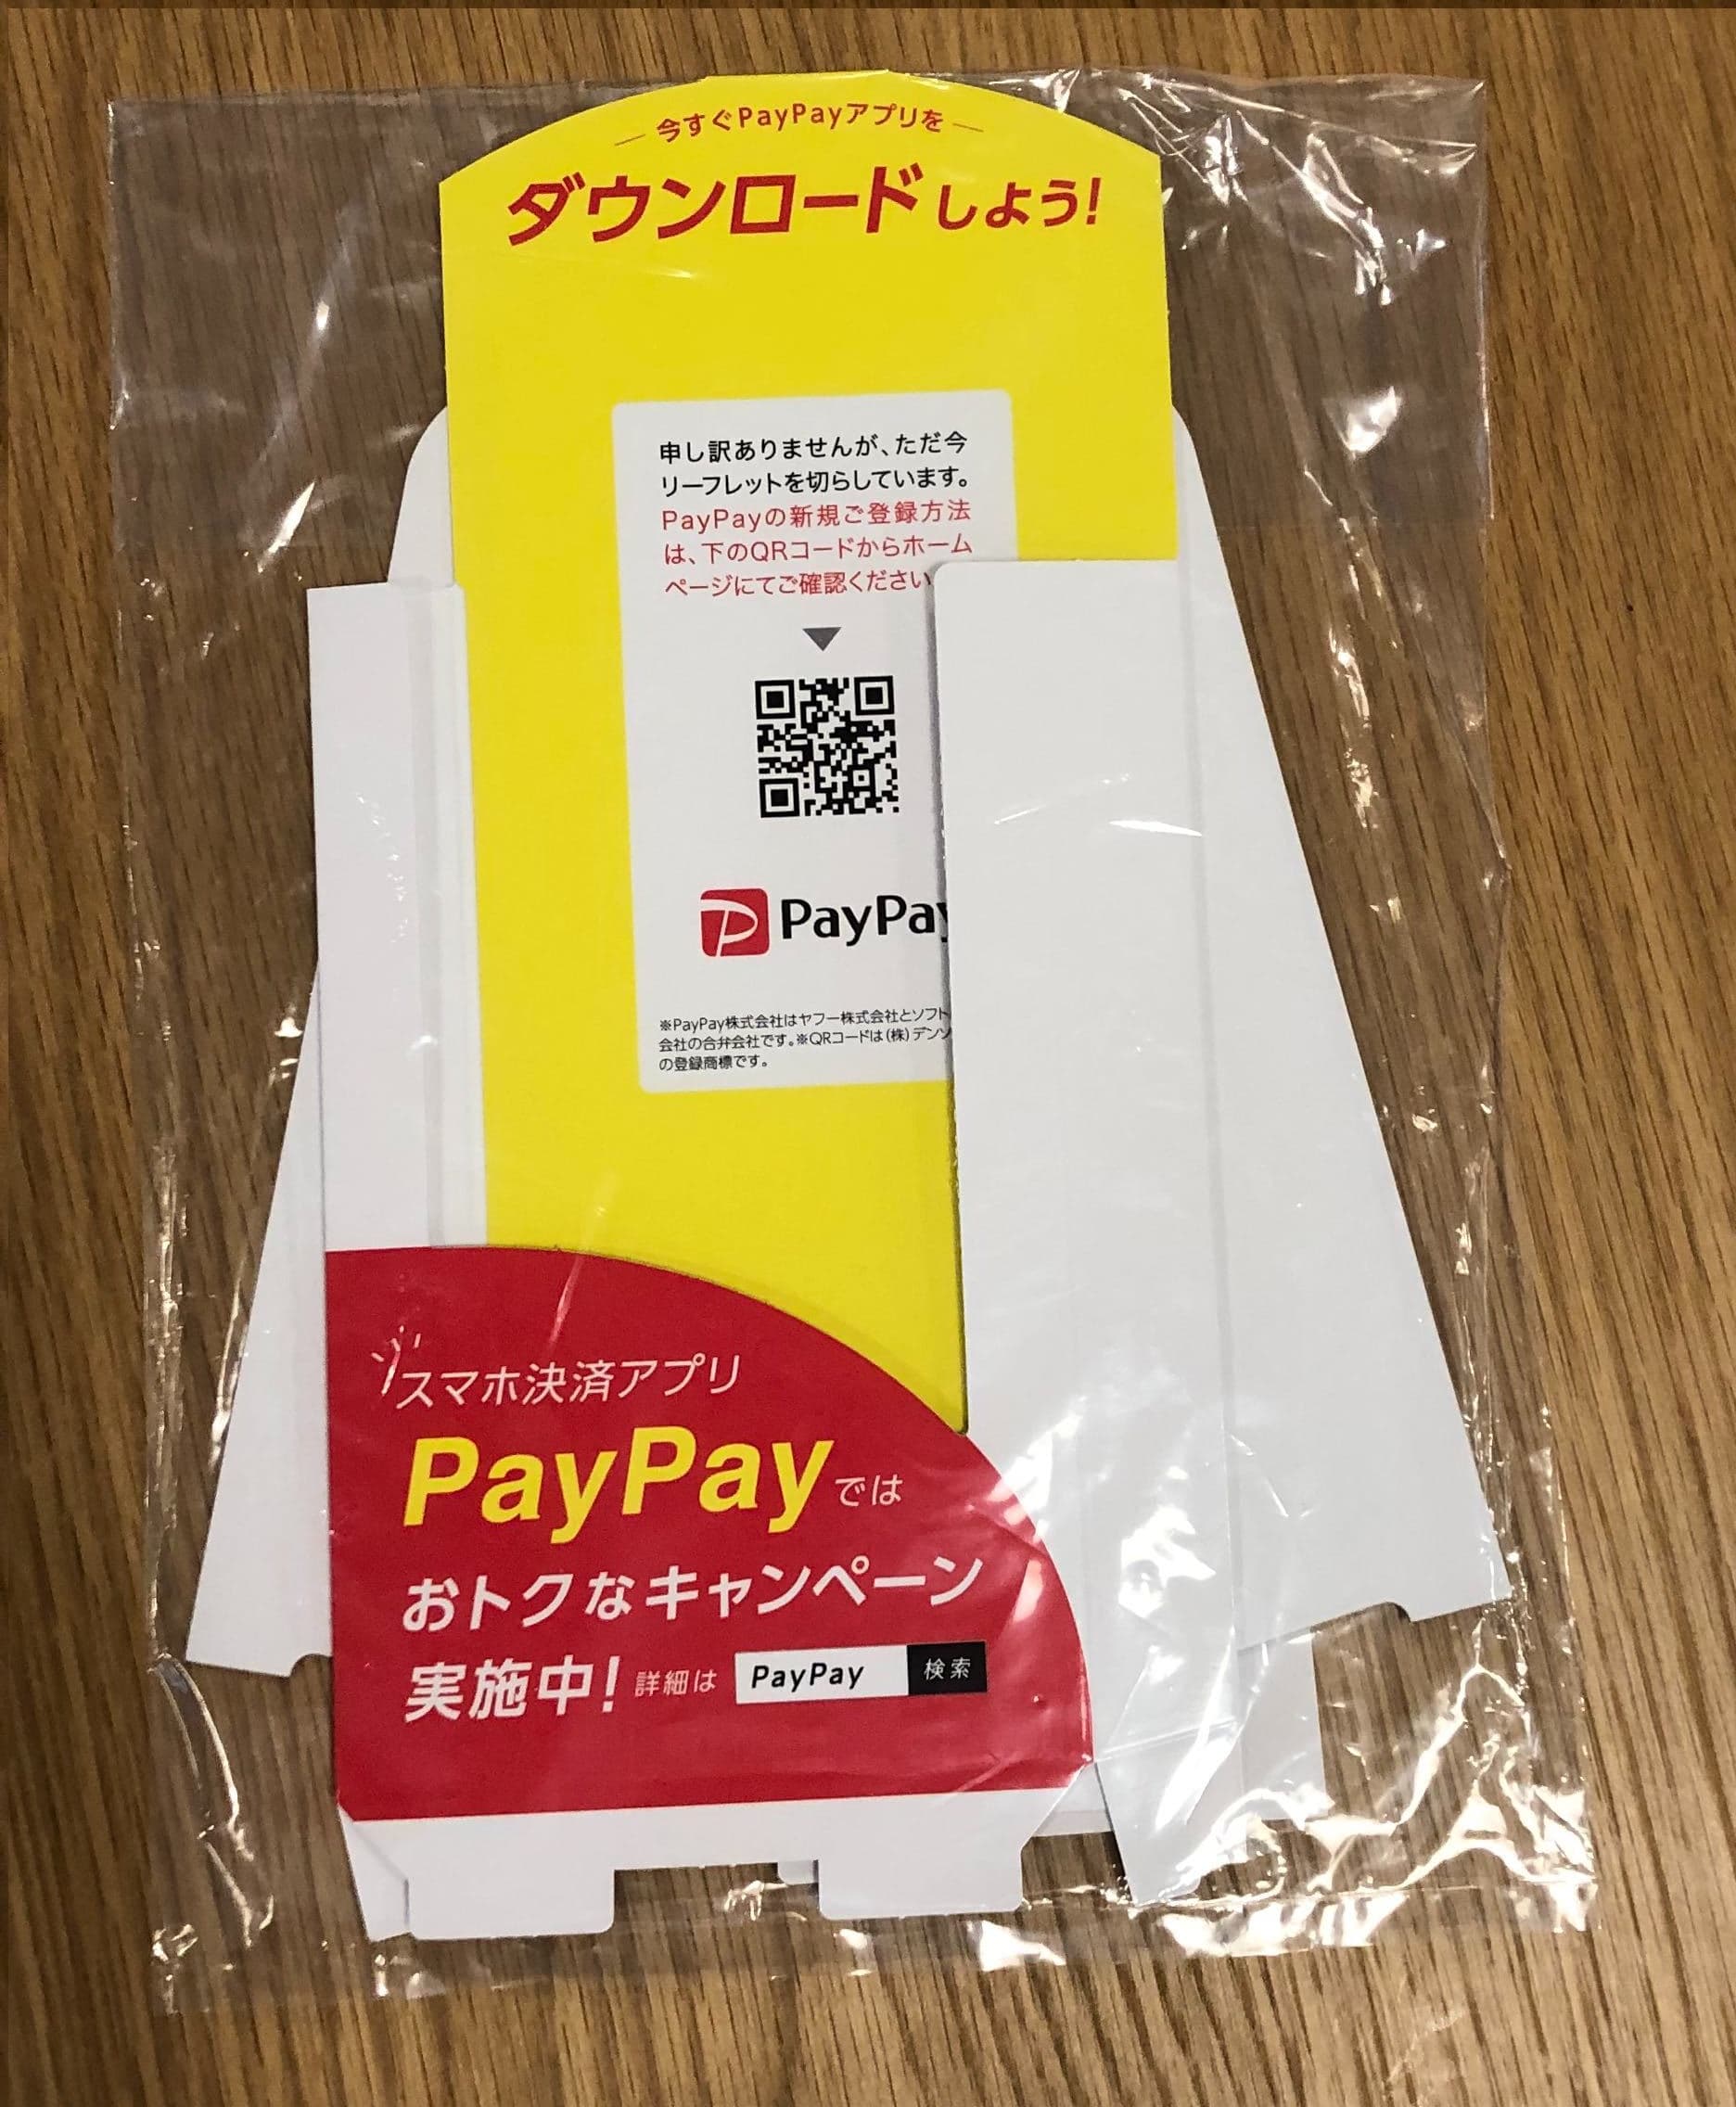 今すぐPayPayアプリを
ダウンロードしよう!
申し訳ありませんが、ただ今
リーフレットを切らしています。
PayPayの新規ご登録方法
は、下のQRコードからホーム
ページにてご確認ください
PayPay
※PayPay株式会社はヤフー株式会社とソフト
会社の合弁会社です。※QRコードは(株)デンソ
の登録商標です。
スマホ決済アプリ
PayPayでは
おトクなキャンペーン
実施中! 詳細は PayPay 検索